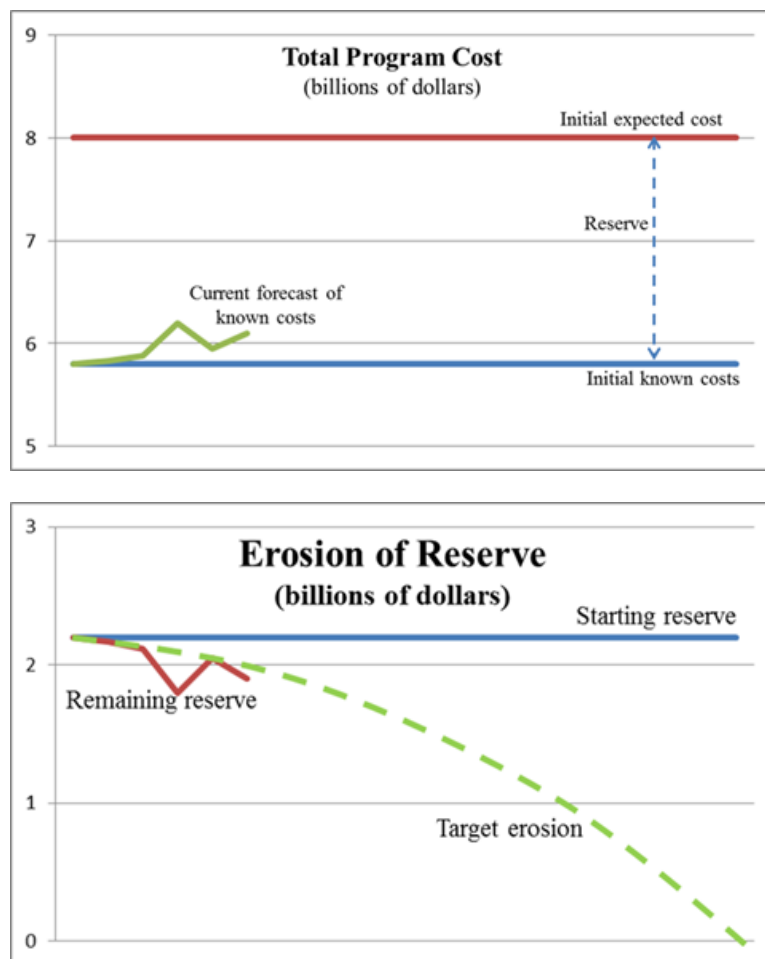 9
Total Program Cost
(billions of dollars)
Initial expected cost
8
7
Reserve
Current forecast of
known costs
6
Initial known costs
5
3
Erosion of Reserve
(billions of dollars)
Starting reserve
2
Remaining reserve
1
Target erosion
0